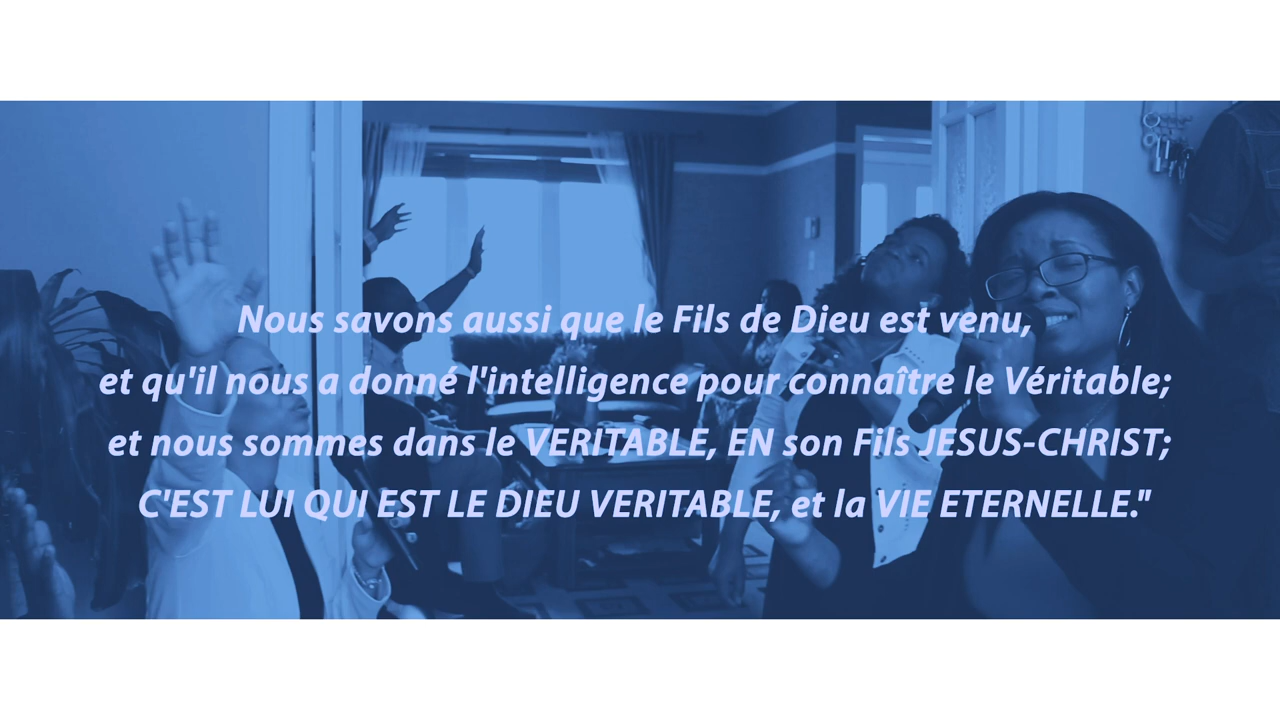 Nous savons aussi que le Fils de Dieu est venu,
et qu'il nous a donné l'intelligence pour connaître le Véritable;
et nous sommes dans le VERITABLE, EN son Fils JESUS-CHRIST;
C'EST LUI QUI EST LE DIEU VERITABLE, et la VIE ETERNELLE."